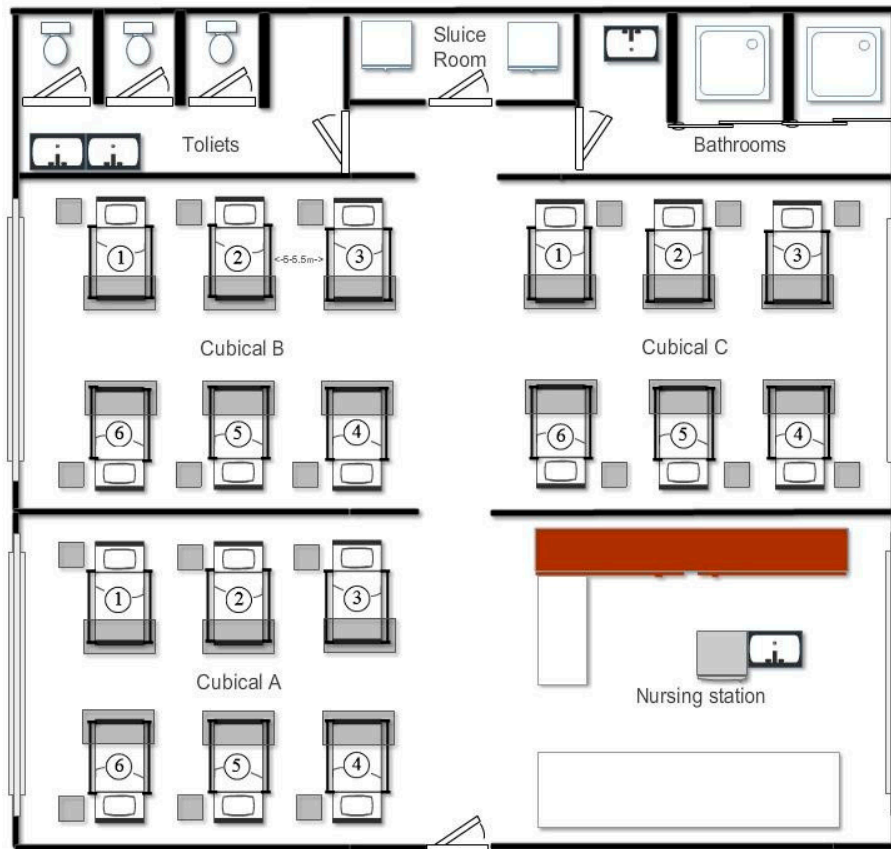 Sluice
Room
Toliets
Bathrooms
1
2
<-5-5.5m->
3
1
2
3
Cubical B
Cubical C
6
5
4
6
5
4
1
2
3
Cubical A
Nursing station
6
5
4